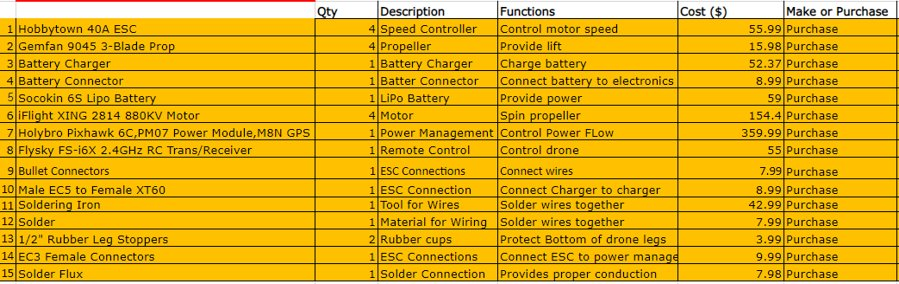 Qty Description Functions Cost ($) Make or Purchase
1 Hobbytown 40A ESC 4 Speed Controller Control motor speed 55.99 Purchase
2 Gemfan 9045 3-Blade Prop 4 Propeller Provide lift 15.98 Purchase
3 Battery Charger 1 Battery Charger Charge battery 52.37 Purchase
4 Battery Connector 1 Batter Connector Connect battery to electronics 8.99 Purchase
5 Socokin 6S Lipo Battery 1 LiPo Battery Provide power 59 Purchase
6 iFlight XING 2814 880KV Motor 4 Motor Spin propeller 154.4 Purchase
7 Holybro Pixhawk 6C,PM07 Power Module,M8N GPS 1 Power Management Control Power FLow 359.99 Purchase
8 Flysky FS-i6X 2.4GHz RC Trans/Receiver 1 Remote Control Control drone 55 Purchase
9 Bullet Connectors 1 ESC Connections Connect wires 7.99 Purchase
10 Male EC5 to Female XT60 1 ESC Connection Connect Charger to charger 8.99 Purchase
11 Soldering Iron 1 Tool for Wires Solder wires together 42.99 Purchase
12 Solder 1 Material for Wiring Solder wires together 7.99 Purchase
13 1/2" Rubber Leg Stoppers 2 Rubber cups Protect Bottom of drone legs 3.99 Purchase
14 EC3 Female Connectors 1 ESC Connections Connect ESC to power manage 9.99 Purchase
15 Solder Flux 1 Solder Connection Provides proper conduction 7.98 Purchase